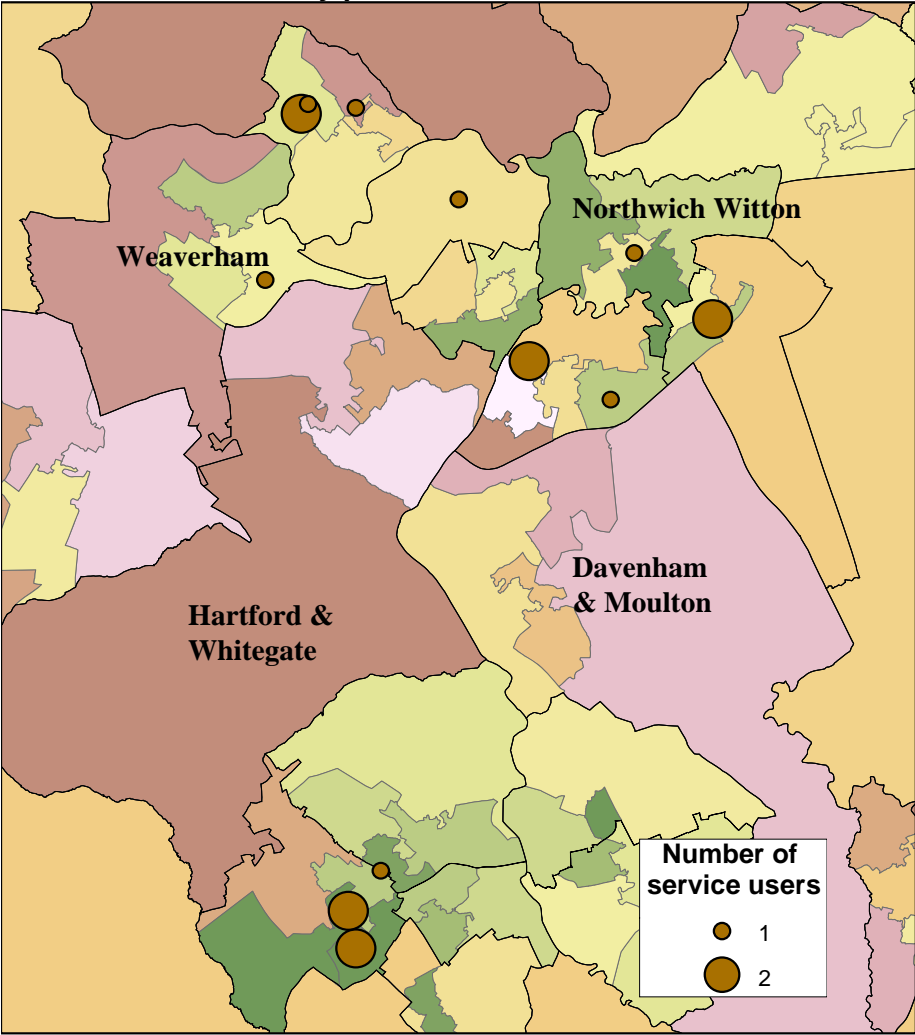 Northwich Witton
Weaverham
Davenham
& Moulton
Hartford &
Whitegate
Number of
service users
1
2